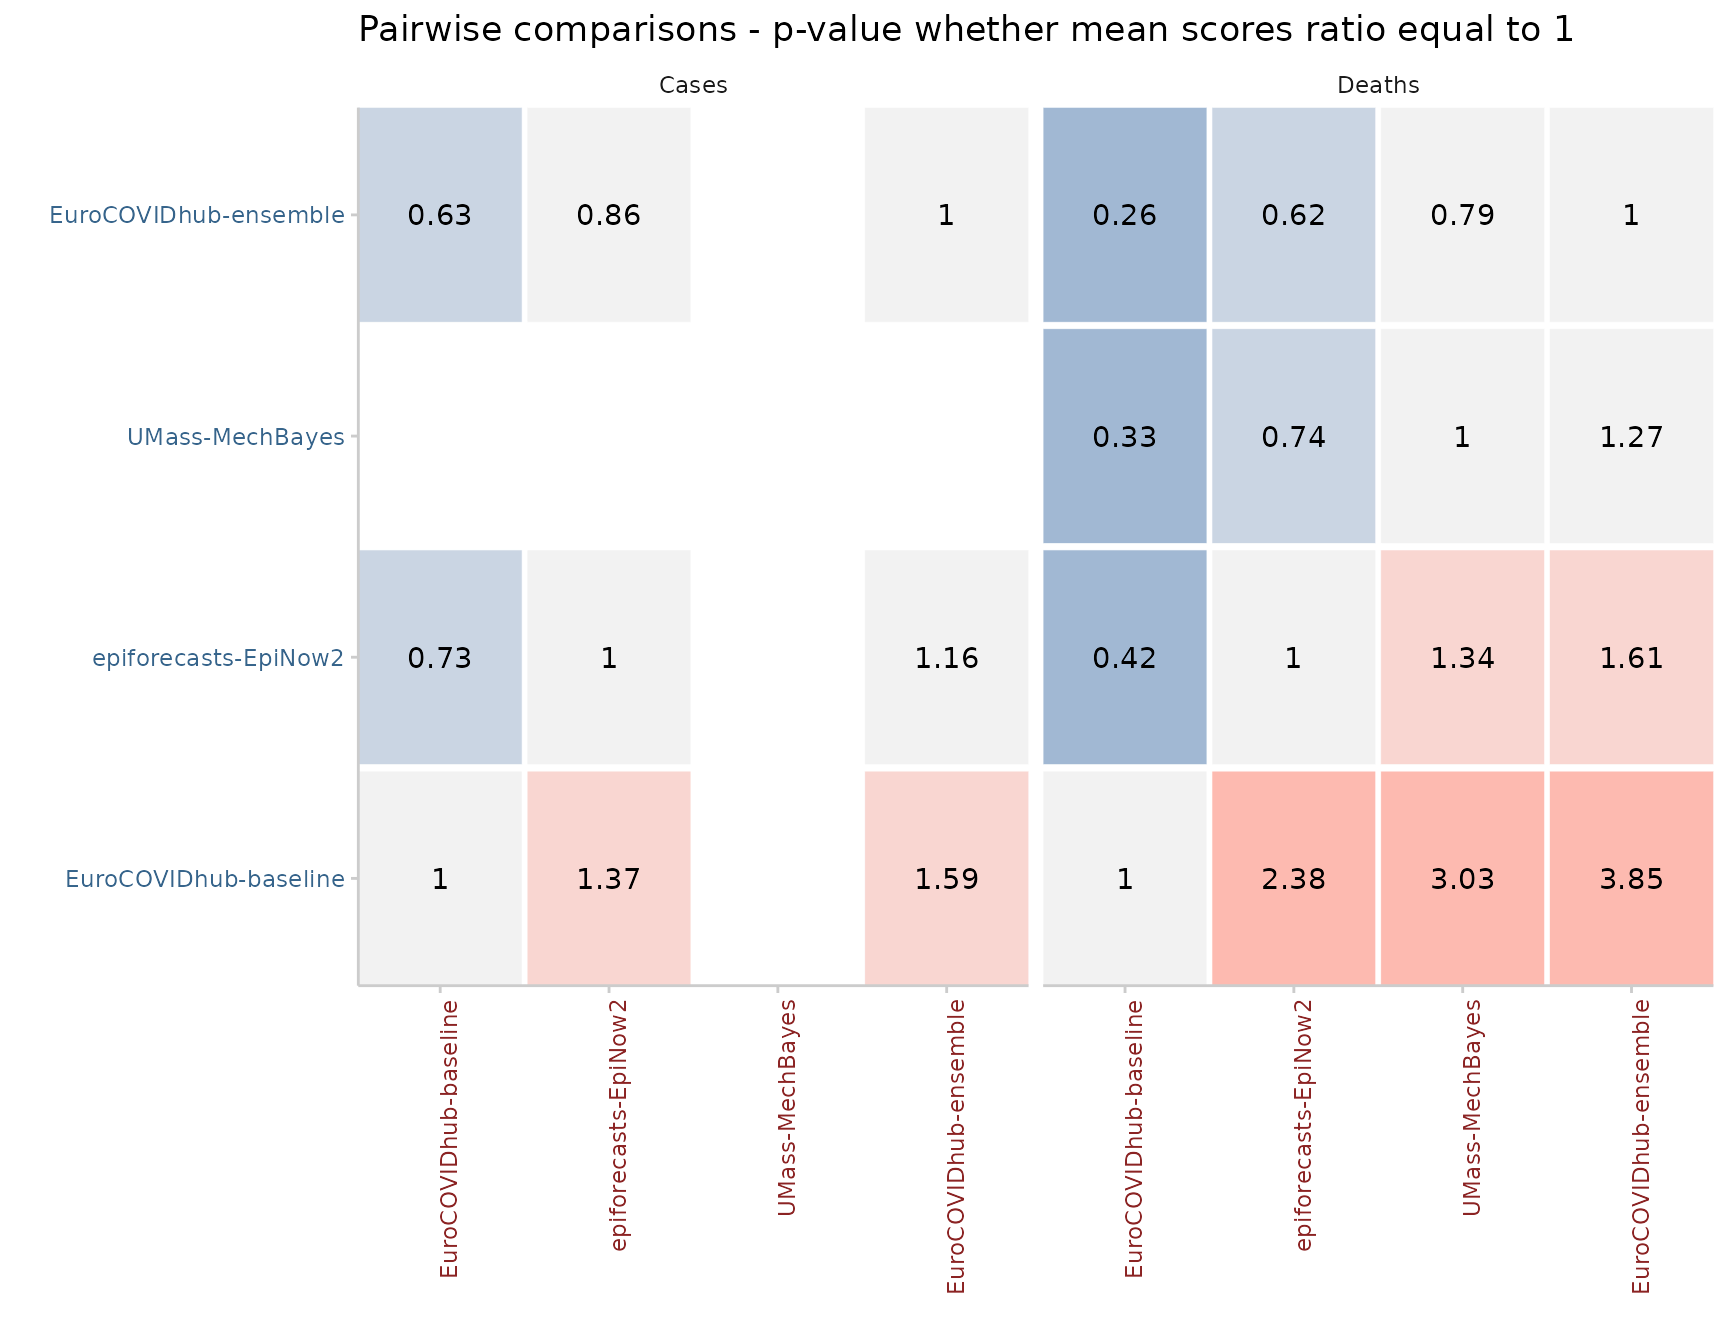 Pairwise comparisons - p-value whether mean scores ratio equal to 1
Cases
Deaths
EuroCOVIDhub-ensemble
0.63 0.86 1 0.26 0.62 0.79 1
UMass-MechBayes
0.33 0.74 1 1.27
epiforecasts-EpiNow2
0.73 1 1.16 0.42 1 1.34 1.61
EuroCOVIDhub-baseline
1 1.37 1.59 1 2.38 3.03 3.85
EuroCOVIDhub-baseline
epiforecasts-EpiNow2
UMass-MechBayes
EuroCOVIDhub-ensemble
EuroCOVIDhub-baseline
epiforecasts-EpiNow2
UMass-MechBayes
EuroCOVIDhub-ensemble